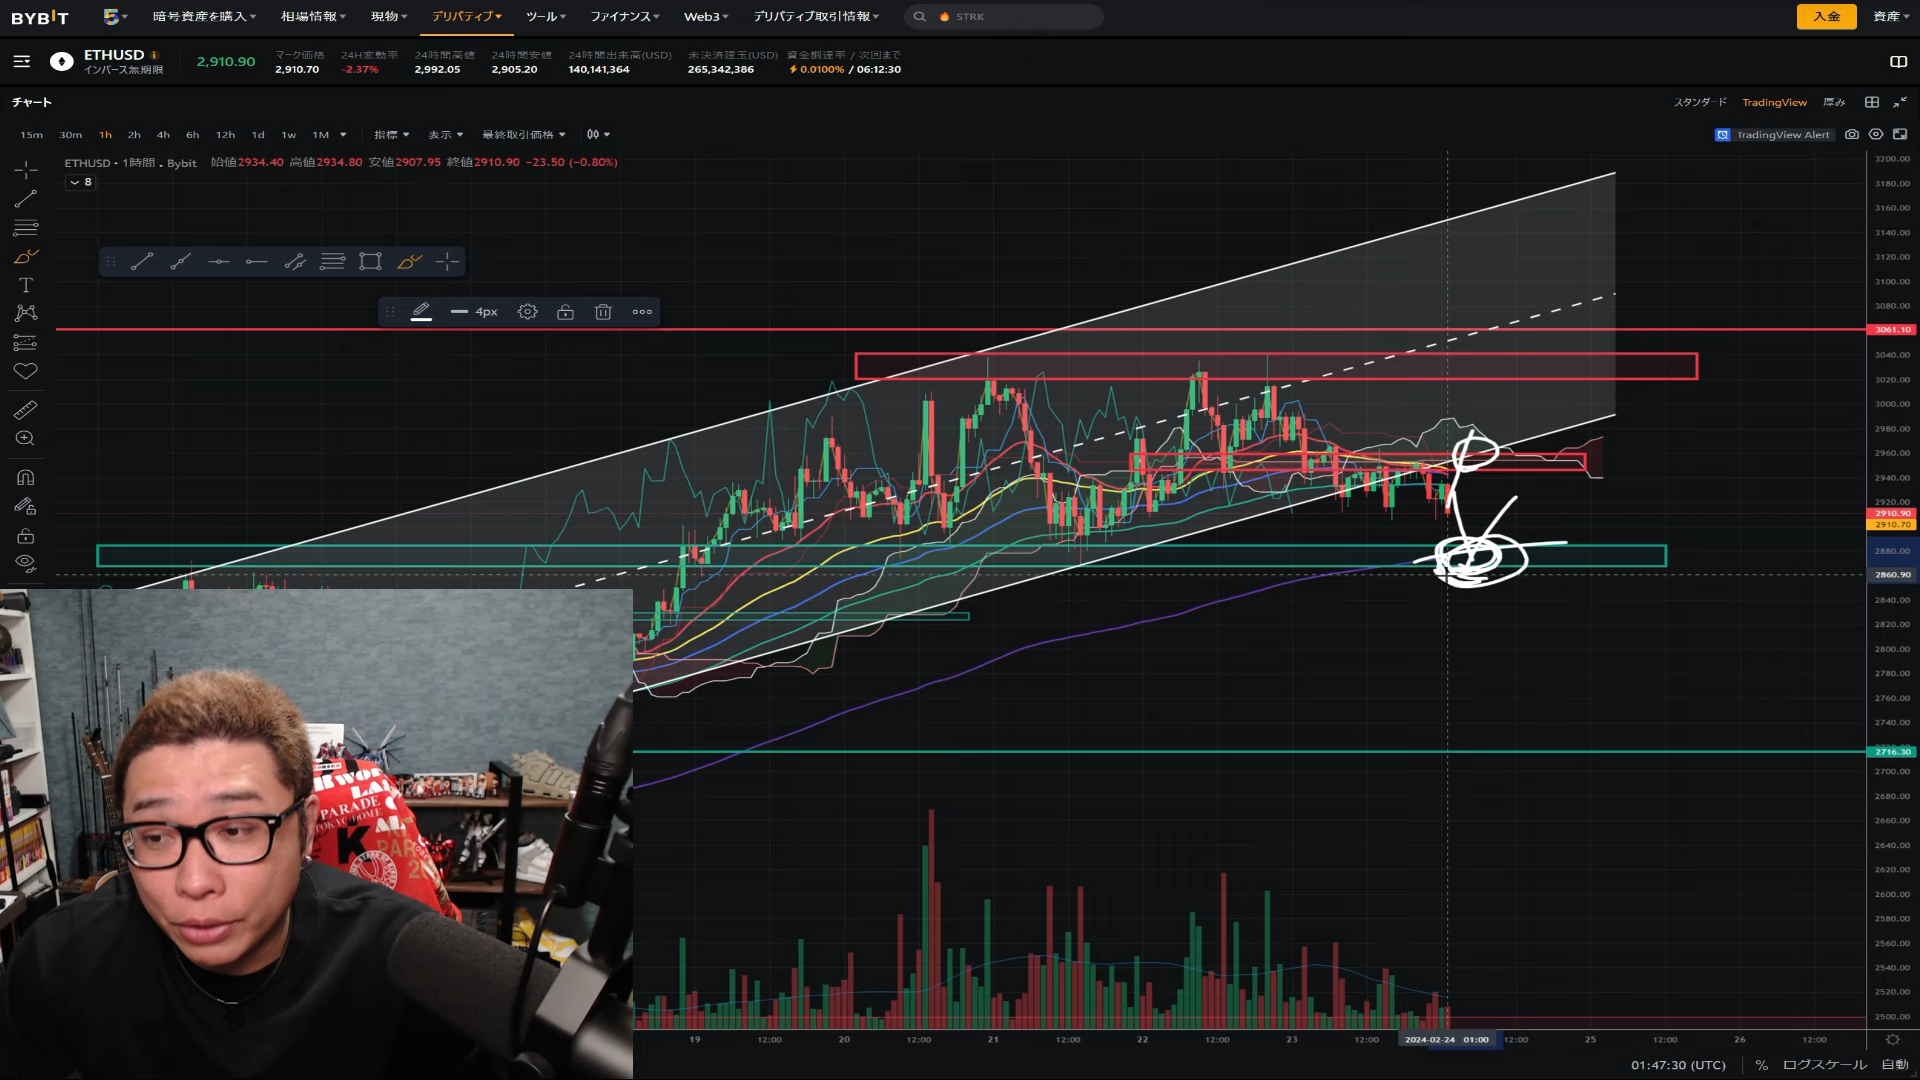 BYBIT 暗号資産を購入 相場情報 現物 デリバティブ ツール ファイナンス Web3 デリバティブ取引情報 STRK 入金 資産
ETHUSD
インバース無期限
2,910.90
マーク価格 24H変動率 24時間高値 24時間安値 24時間出来高(USD) 未決済建玉(USD) 資金調達率 / 次回まで
2,910.70 -2.37% 2,992.05 2,905.20 140,141,364 265,342,386 0.0100% / 06:12:30
チャート
スタンダード TradingView 厚み
15m 30m 1h 2h 4h 6h 12h 1d 1w 1M 指標 表示 最終取引価格
TradingView Alert
ETHUSD・1時間 . Bybit 始値2934.40 高値2934.80 安値2907.95 終値2910.90 −23.50 (−0.80%)
8
T
4px
3200.00
3180.00
3160.00
3140.00
3120.00
3100.00
3080.00
3061.10
3040.00
3020.00
3000.00
2980.00
2960.00
2940.00
2920.00
2910.90
2910.70
2880.00
2860.90
2840.00
2820.00
2800.00
2780.00
2760.00
2740.00
2716.30
2700.00
2680.00
2660.00
2640.00
2620.00
2600.00
2580.00
2560.00
2540.00
2520.00
2500.00
PARADE
TOKYO DOME
K
19 12:00 20 12:00 21 12:00 22 12:00 23 12:00 2024-02-24 01:00 12:00 25 12:00 26 12:00
01:47:30 (UTC) % ログスケール 自動